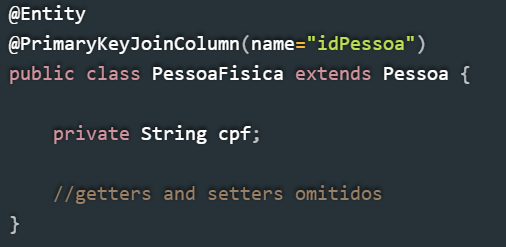 @Entity
@PrimaryKeyJoinColumn(name="idPessoa")
public class PessoaFisica extends Pessoa {
private String cpf;
//getters and setters omitidos
}